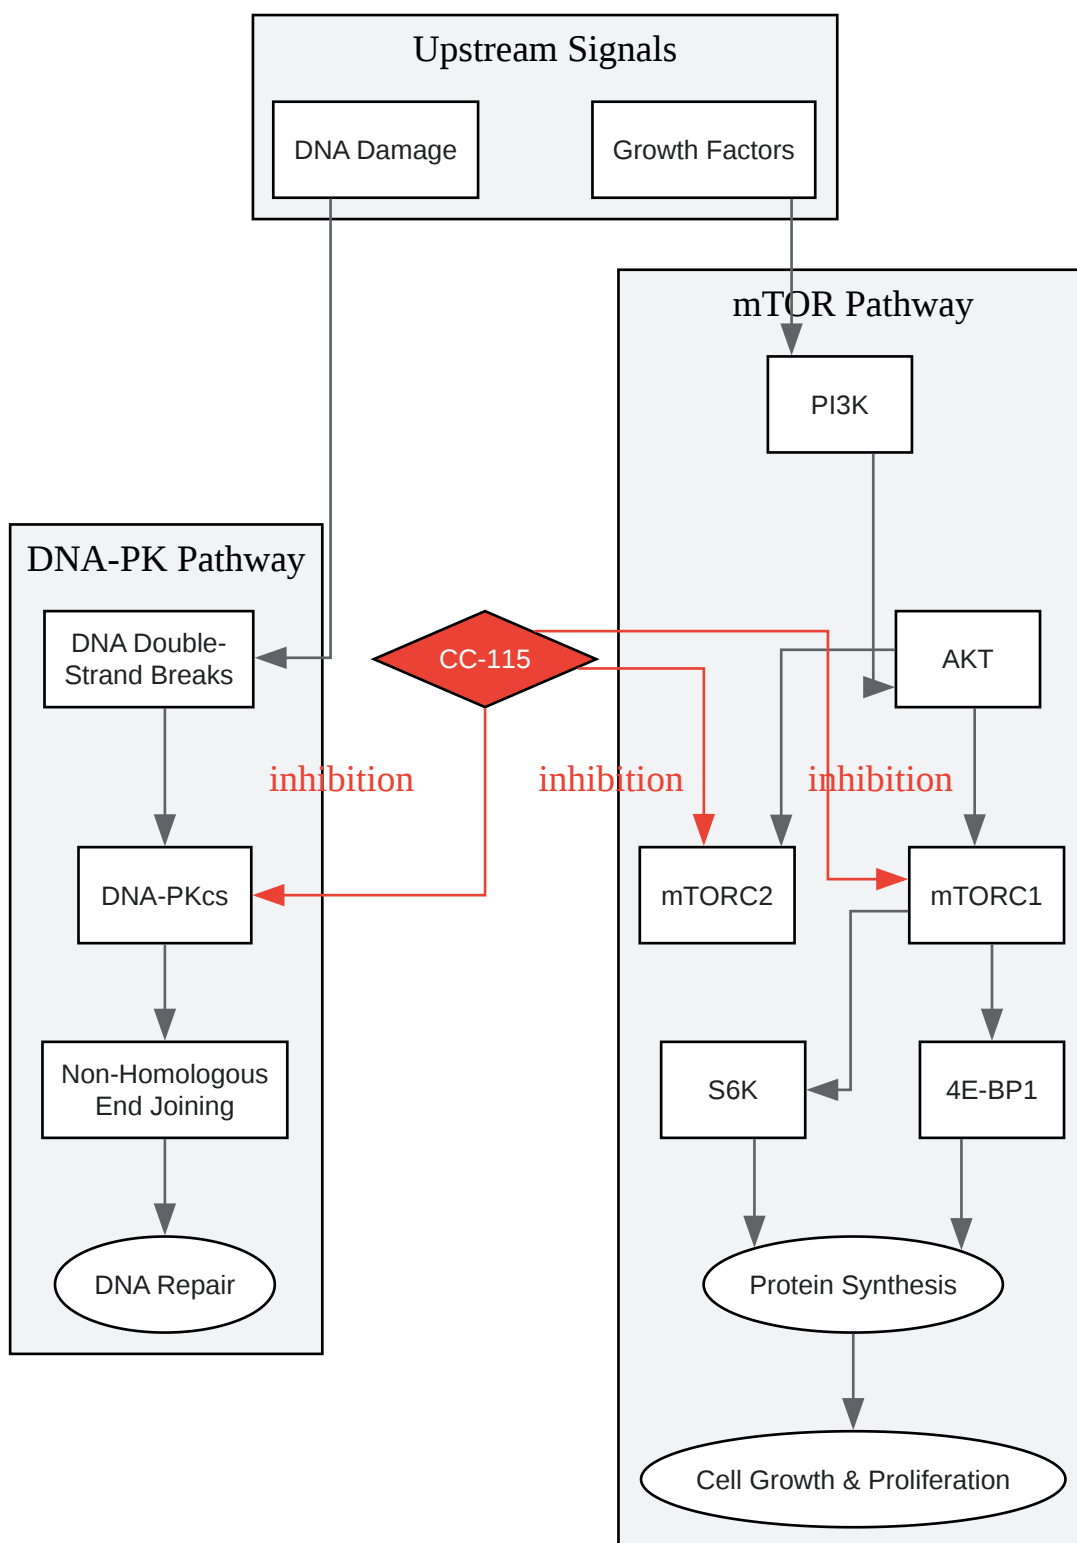 Upstream Signals
DNA Damage
Growth Factors
mTOR Pathway
PI3K
DNA-PK Pathway
DNA Double-
Strand Breaks
CC-115
AKT
inhibition
inhibition
inhibition
DNA-PKcs
mTORC2
mTORC1
Non-Homologous
End Joining
S6K
4E-BP1
DNA Repair
Protein Synthesis
Cell Growth & Proliferation